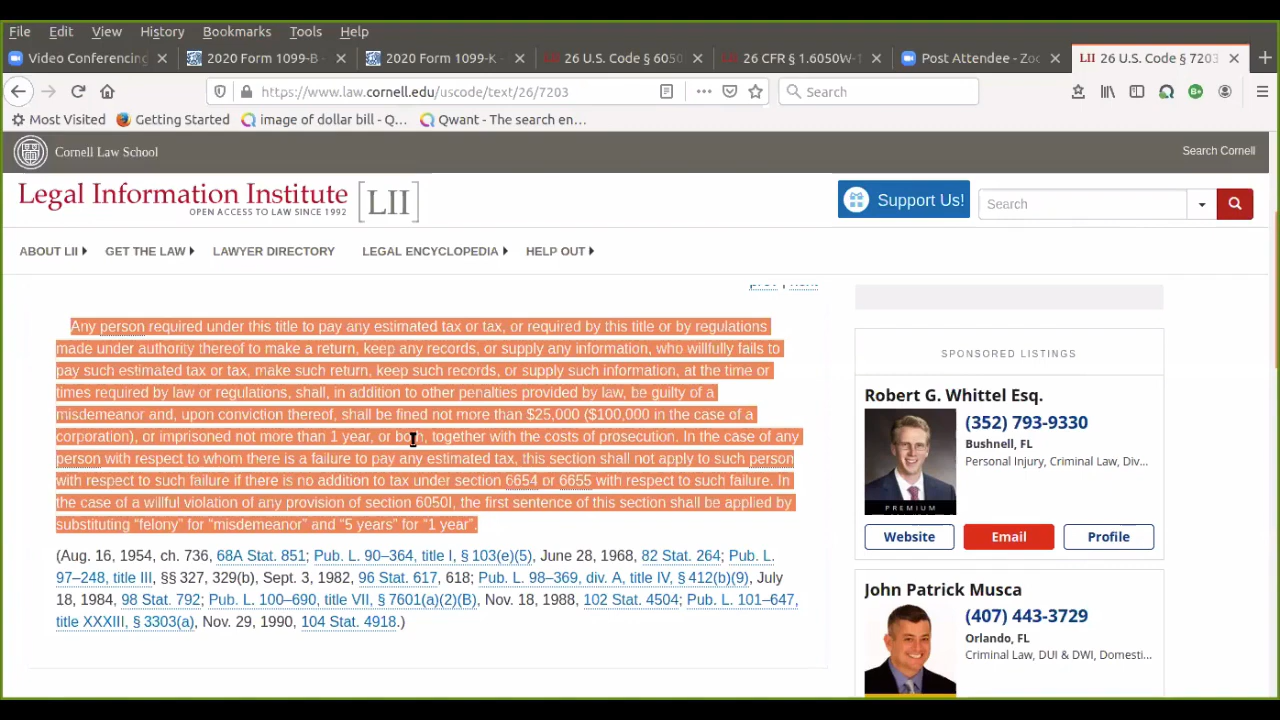 File Edit View History Bookmarks Tools Help
Video Conferencing 2020 Form 1099-B - 2020 Form 1099-K - LII 26 U.S. Code § 6050 LII 26 CFR § 1.6050W-1 Post Attendee - Zoo LII 26 U.S. Code § 7203
https://www.law.cornell.edu/uscode/text/26/7203 Search
Most Visited Getting Started image of dollar bill - Q... Qwant - The search en...
Cornell Law School Search Cornell
Legal Information Institute [LII]
OPEN ACCESS TO LAW SINCE 1992
Support Us! Search
ABOUT LII GET THE LAW LAWYER DIRECTORY LEGAL ENCYCLOPEDIA HELP OUT
prev | next
Any person required under this title to pay any estimated tax or tax, or required by this title or by regulations
made under authority thereof to make a return, keep any records, or supply any information, who willfully fails to
pay such estimated tax or tax, make such return, keep such records, or supply such information, at the time or
times required by law or regulations, shall, in addition to other penalties provided by law, be guilty of a
misdemeanor and, upon conviction thereof, shall be fined not more than $25,000 ($100,000 in the case of a
corporation), or imprisoned not more than 1 year, or both, together with the costs of prosecution. In the case of any
person with respect to whom there is a failure to pay any estimated tax, this section shall not apply to such person
with respect to such failure if there is no addition to tax under section 6654 or 6655 with respect to such failure. In
the case of a willful violation of any provision of section 6050I, the first sentence of this section shall be applied by
substituting “felony” for “misdemeanor” and “5 years” for “1 year”.
(Aug. 16, 1954, ch. 736, 68A Stat. 851; Pub. L. 90–364, title I, § 103(e)(5), June 28, 1968, 82 Stat. 264; Pub. L.
97–248, title III, §§ 327, 329(b), Sept. 3, 1982, 96 Stat. 617, 618; Pub. L. 98–369, div. A, title IV, § 412(b)(9), July
18, 1984, 98 Stat. 792; Pub. L. 100–690, title VII, § 7601(a)(2)(B), Nov. 18, 1988, 102 Stat. 4504; Pub. L. 101–647,
title XXXIII, § 3303(a), Nov. 29, 1990, 104 Stat. 4918.)
SPONSORED LISTINGS
Robert G. Whittel Esq.
(352) 793-9330
Bushnell, FL
Personal Injury, Criminal Law, Div...
PREMIUM
Website Email Profile
John Patrick Musca
(407) 443-3729
Orlando, FL
Criminal Law, DUI & DWI, Domesti...